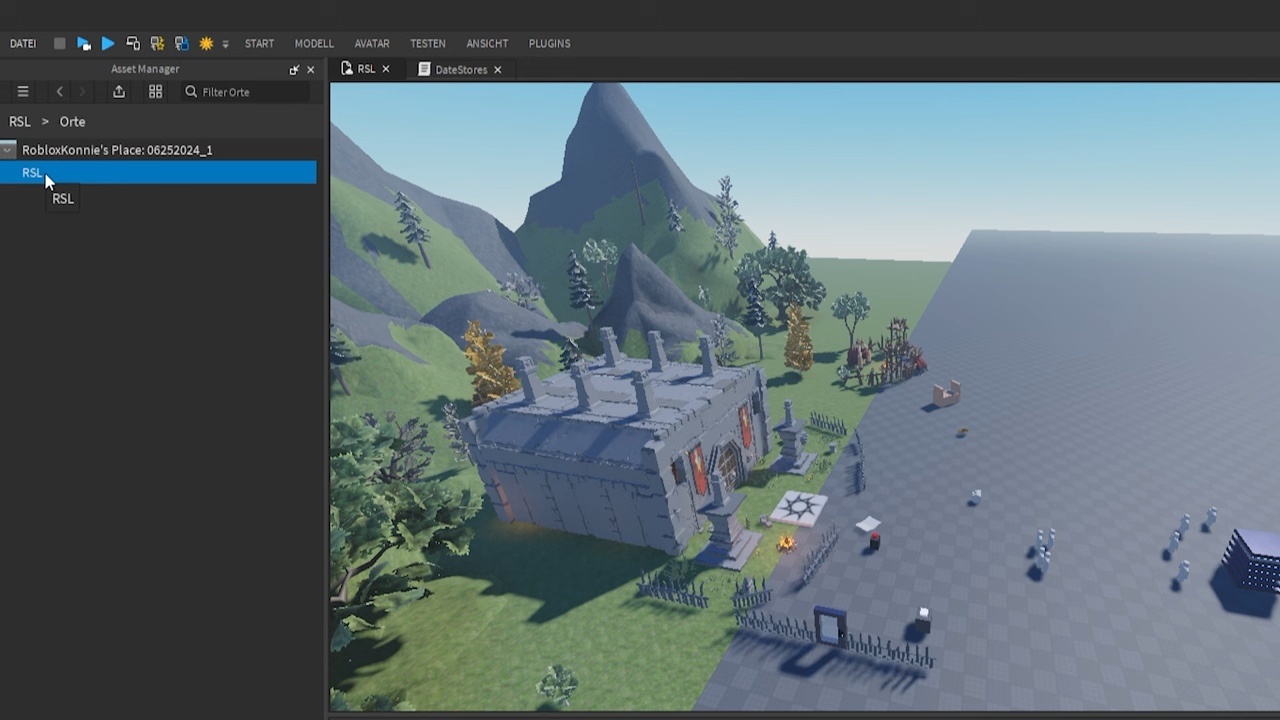 DATEI START MODELL AVATAR TESTEN ANSICHT PLUGINS
Asset Manager
RSL
DateStores
Filter Orte
RSL > Orte
RobloxKonnie's Place: 06252024_1
RSL
RSL